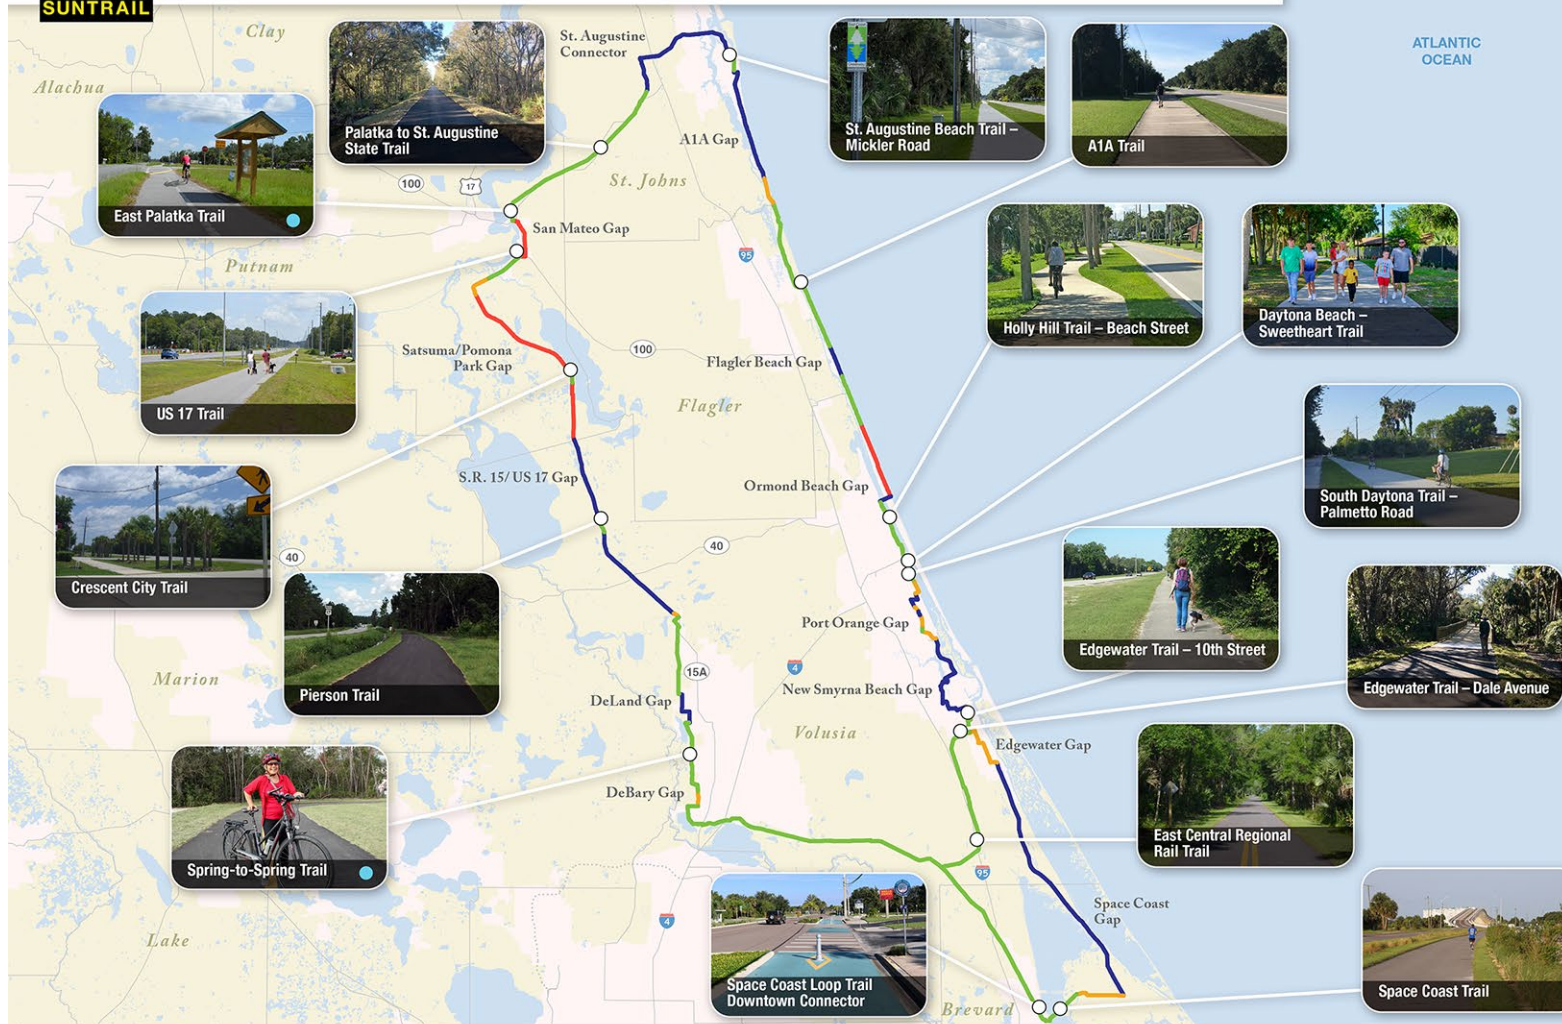 SUNTRAIL
Clay
St. Augustine
Connector
ATLANTIC
OCEAN
Alachua
Palatka to St. Augustine
State Trail
A1A Gap
St. Augustine Beach Trail –
Mickler Road
A1A Trail
100
17
St. Johns
East Palatka Trail
San Mateo Gap
95
Putnam
Holly Hill Trail – Beach Street
Daytona Beach –
Sweetheart Trail
Satsuma/Pomona
Park Gap
100
Flagler Beach Gap
US 17 Trail
Flagler
S.R. 15/US 17 Gap
Ormond Beach Gap
South Daytona Trail –
Palmetto Road
40
40
Crescent City Trail
Port Orange Gap
Edgewater Trail – 10th Street
Marion
15A
4
Pierson Trail
DeLand Gap
New Smyrna Beach Gap
Edgewater Trail – Dale Avenue
Volusia
Edgewater Gap
DeBary Gap
East Central Regional
Rail Trail
Spring-to-Spring Trail
95
Space Coast
Gap
4
Lake
Space Coast Loop Trail
Downtown Connector
Space Coast Trail
Brevard